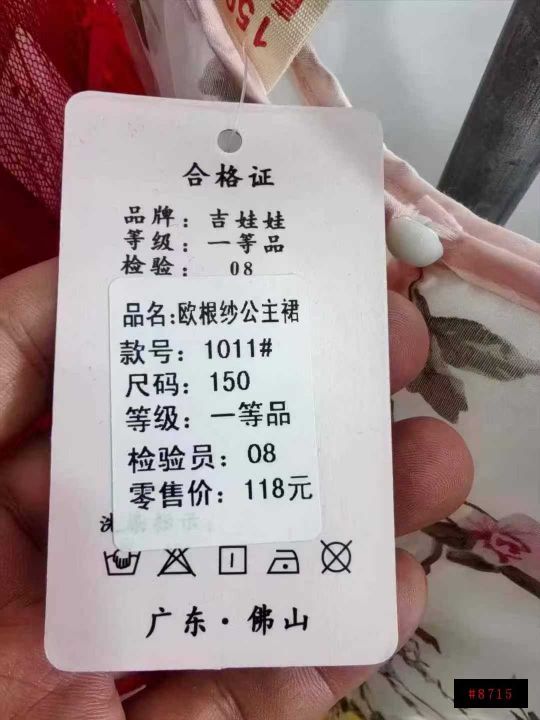 150
合格证
品牌：吉娃娃
等级：一等品
检验：08
品名:欧根纱公主裙
款号：1011#
尺码：150
等级：一等品
检验员：08
零售价：118元
广东·佛山
#8715